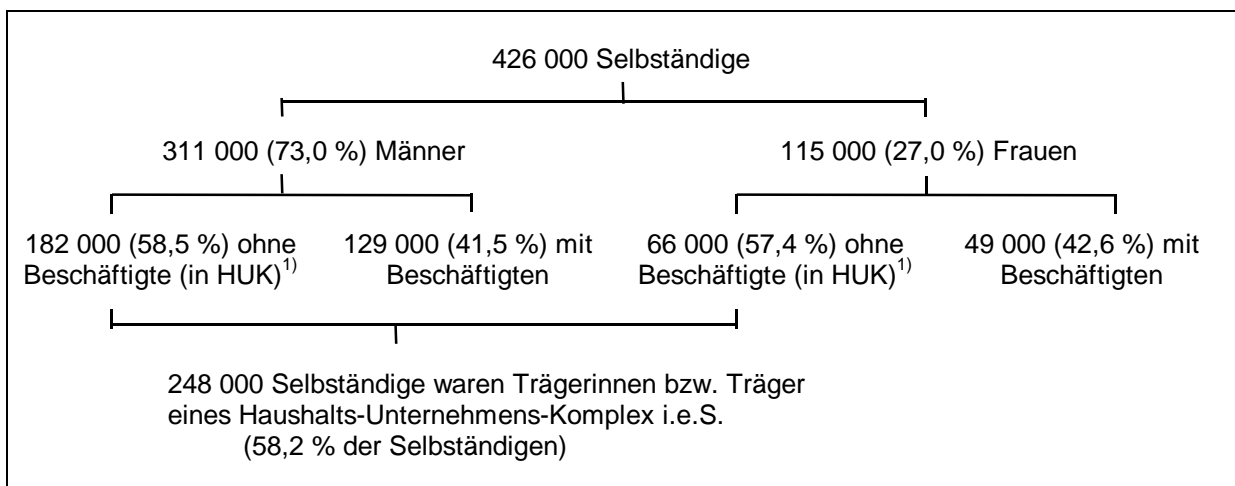 426 000 Selbständige
311 000 (73,0 %) Männer
115 000 (27,0 %) Frauen
182 000 (58,5 %) ohne
Beschäftigte (in HUK)1)
129 000 (41,5 %) mit
Beschäftigten
66 000 (57,4 %) ohne
Beschäftigte (in HUK)1)
49 000 (42,6 %) mit
Beschäftigten
248 000 Selbständige waren Trägerinnen bzw. Träger
eines Haushalts-Unternehmens-Komplex i.e.S.
(58,2 % der Selbständigen)